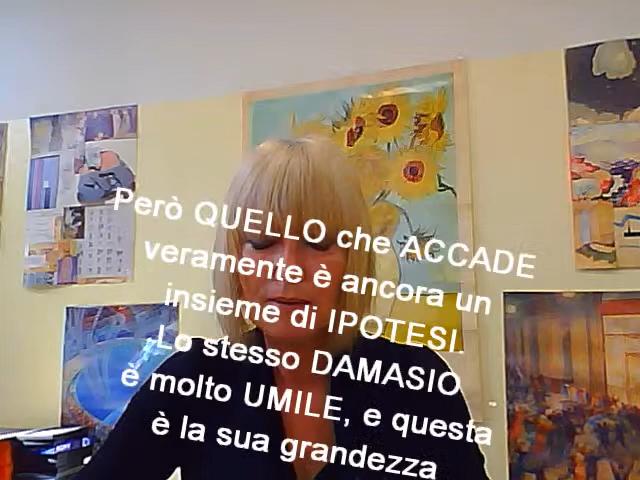 Però QUELLO che ACCADE
veramente è ancora un
insieme di IPOTESI.
Lo stesso DAMASIO
è molto UMILE, e questa
è la sua grandezza